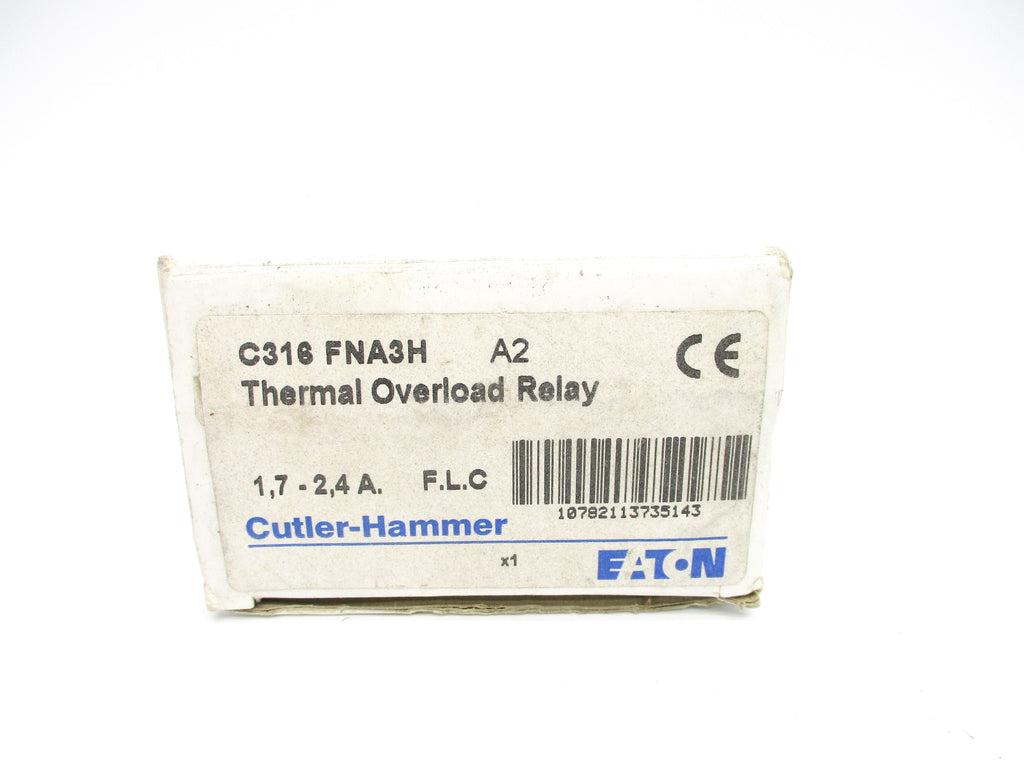 C316 FNA3H A2
CE
Thermal Overload Relay
1,7 - 2,4 A. F.L.C
10782113735143
Cutler-Hammer
x1
EATON